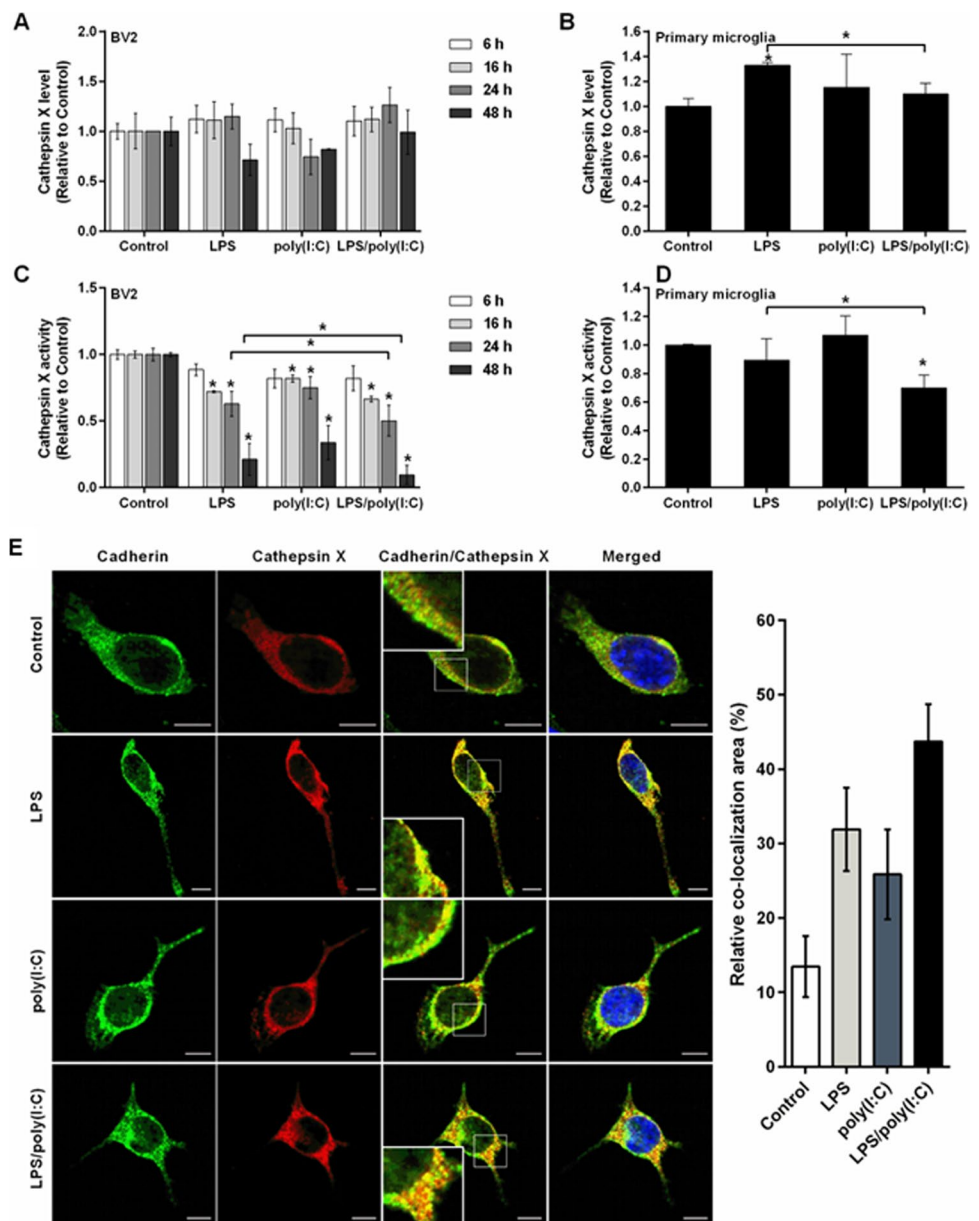 A
BV2
Cathepsin X level
(Relative to Control)
2.0
1.5
1.0
0.5
0.0
Control
LPS
poly(I:C)
LPS/poly(I:C)
6 h
16 h
24 h
48 h
B
Primary microglia
Cathepsin X level
(Relative to Control)
1.6
1.4
1.2
1.0
0.8
0.6
0.4
0.2
0.0
*
*
Control
LPS
poly(I:C)
LPS/poly(I:C)
C
BV2
Cathepsin X activity
(Relative to Control)
1.5
1.0
0.5
0.0
*
*
* * *
* * *
* * *
Control
LPS
poly(I:C)
LPS/poly(I:C)
6 h
16 h
24 h
48 h
D
Primary microglia
Cathepsin X activity
(Relative to Control)
1.4
1.2
1.0
0.8
0.6
0.4
0.2
0.0
*
*
Control
LPS
poly(I:C)
LPS/poly(I:C)
E
Cadherin
Cathepsin X
Cadherin/Cathepsin X
Merged
Control
LPS
poly(I:C)
LPS/poly(I:C)
Relative co-localization area (%)
60
50
40
30
20
10
0
Control
LPS
poly(I:C)
LPS/poly(I:C)